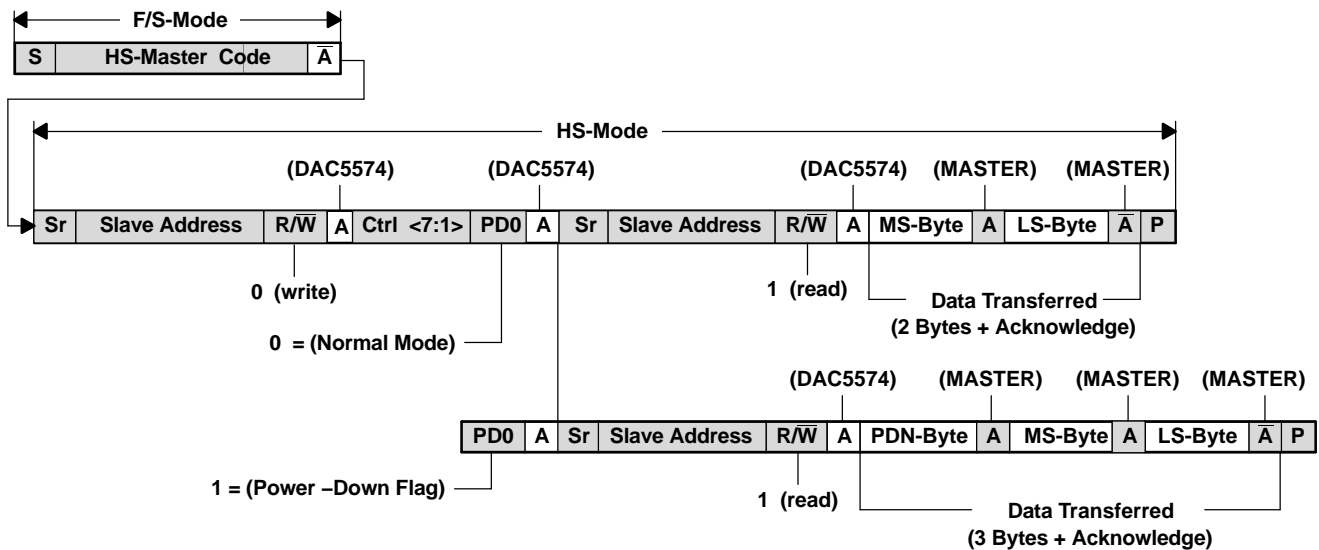 F/S-Mode
S HS-Master Code A̅
HS-Mode
(DAC5574) (DAC5574) (DAC5574) (MASTER) (MASTER)
Sr Slave Address R/W̅ A Ctrl <7:1> PD0 A Sr Slave Address R/W̅ A MS-Byte A LS-Byte A̅ P
0 (write) 1 (read) Data Transferred
(2 Bytes + Acknowledge)
0 = (Normal Mode)
(DAC5574) (MASTER) (MASTER) (MASTER)
PD0 A Sr Slave Address R/W̅ A PDN-Byte A MS-Byte A LS-Byte A̅ P
1 = (Power −Down Flag) 1 (read) Data Transferred
(3 Bytes + Acknowledge)